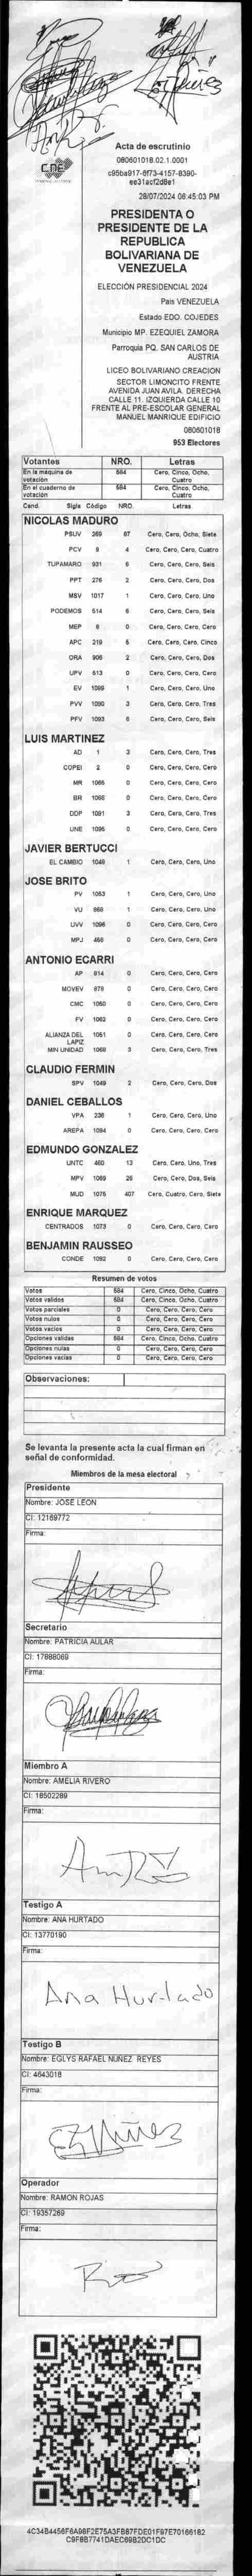 CNE
Acta de escrutinio
080601018.02.1.0001
28/07/2024 06:45:03 PM
PRESIDENTA O
PRESIDENTE DE LA
REPUBLICA
BOLIVARIANA DE
VENEZUELA
ELECCIÓN PRESIDENCIAL 2024
Pais VENEZUELA
Estado EDO. COJEDES
Municipio MP. EZEQUIEL ZAMORA
Parroquia PQ. SAN CARLOS DE
AUSTRIA
LICEO BOLIVARIANO CREACION
SECTOR LIMONCITO FRENTE
AVENIDA JUAN AVILA. DERECHA
CALLE 11. IZQUIERDA CALLE 10
FRENTE AL PRE-ESCOLAR GENERAL
MANUEL MANRIQUE EDIFICIO
080601018
953 Electores
Votantes NRO. Letras
En la máquina de votación 584 Cero, Cinco, Ocho, Cuatro
En el cuaderno de votación 584 Cero, Cinco, Ocho, Cuatro
Cand. Sigla Código NRO. Letras
NICOLAS MADURO
PSUV 269 87 Cero, Cero, Ocho, Siete
PCV 9 4 Cero, Cero, Cero, Cuatro
TUPAMARO 931 6 Cero, Cero, Cero, Seis
PPT 276 2 Cero, Cero, Cero, Dos
MSV 1017 1 Cero, Cero, Cero, Uno
PODEMOS 514 6 Cero, Cero, Cero, Seis
MEP 8 0 Cero, Cero, Cero, Cero
APC 219 5 Cero, Cero, Cero, Cinco
ORA 906 2 Cero, Cero, Cero, Dos
UPV 613 0 Cero, Cero, Cero, Cero
EV 1099 1 Cero, Cero, Cero, Uno
PVV 1090 3 Cero, Cero, Cero, Tres
PFV 1093 6 Cero, Cero, Cero, Seis
LUIS MARTINEZ
AD 1 3 Cero, Cero, Cero, Tres
COPEI 2 0 Cero, Cero, Cero, Cero
MR 1065 0 Cero, Cero, Cero, Cero
BR 1066 0 Cero, Cero, Cero, Cero
DDP 1091 3 Cero, Cero, Cero, Tres
UNE 1095 0 Cero, Cero, Cero, Cero
JAVIER BERTUCCI
EL CAMBIO 1048 1 Cero, Cero, Cero, Uno
JOSE BRITO
PV 1053 1 Cero, Cero, Cero, Uno
VU 868 1 Cero, Cero, Cero, Uno
UVV 1096 0 Cero, Cero, Cero, Cero
MPJ 468 0 Cero, Cero, Cero, Cero
ANTONIO ECARRI
AP 814 0 Cero, Cero, Cero, Cero
MOVEV 879 0 Cero, Cero, Cero, Cero
CMC 1050 0 Cero, Cero, Cero, Cero
FV 1062 0 Cero, Cero, Cero, Cero
ALIANZA DEL LAPIZ 1051 0 Cero, Cero, Cero, Cero
MIN UNIDAD 1068 3 Cero, Cero, Cero, Tres
CLAUDIO FERMIN
SPV 1049 2 Cero, Cero, Cero, Dos
DANIEL CEBALLOS
VPA 236 1 Cero, Cero, Cero, Uno
AREPA 1094 0 Cero, Cero, Cero, Cero
EDMUNDO GONZALEZ
UNTC 460 13 Cero, Cero, Uno, Tres
MPV 1069 26 Cero, Cero, Dos, Seis
MUD 1075 407 Cero, Cuatro, Cero, Siete
ENRIQUE MARQUEZ
CENTRADOS 1073 0 Cero, Cero, Cero, Cero
BENJAMIN RAUSSEO
CONDE 1092 0 Cero, Cero, Cero, Cero
Resumen de votos
Votos 584 Cero, Cinco, Ocho, Cuatro
Votos validos 584 Cero, Cinco, Ocho, Cuatro
Votos parciales 0 Cero, Cero, Cero, Cero
Votos nulos 0 Cero, Cero, Cero, Cero
Votos vacios 0 Cero, Cero, Cero, Cero
Opciones validas 584 Cero, Cinco, Ocho, Cuatro
Opciones nulas 0 Cero, Cero, Cero, Cero
Opciones vacias 0 Cero, Cero, Cero, Cero
Observaciones:
Se levanta la presente acta la cual firman en
señal de conformidad.
Miembros de la mesa electoral
Presidente
Nombre: JOSE LEON
CI: 12169772
Firma:
Secretario
Nombre: PATRICIA AULAR
CI: 17888069
Firma:
Miembro A
Nombre: AMELIA RIVERO
CI: 18502289
Firma:
Testigo A
Nombre: ANA HURTADO
CI: 13770190
Firma:
Ana Hurtado
Testigo B
Nombre: EGLYS RAFAEL NUNEZ REYES
CI: 4643018
Firma:
Operador
Nombre: RAMON ROJAS
CI: 19357269
Firma: